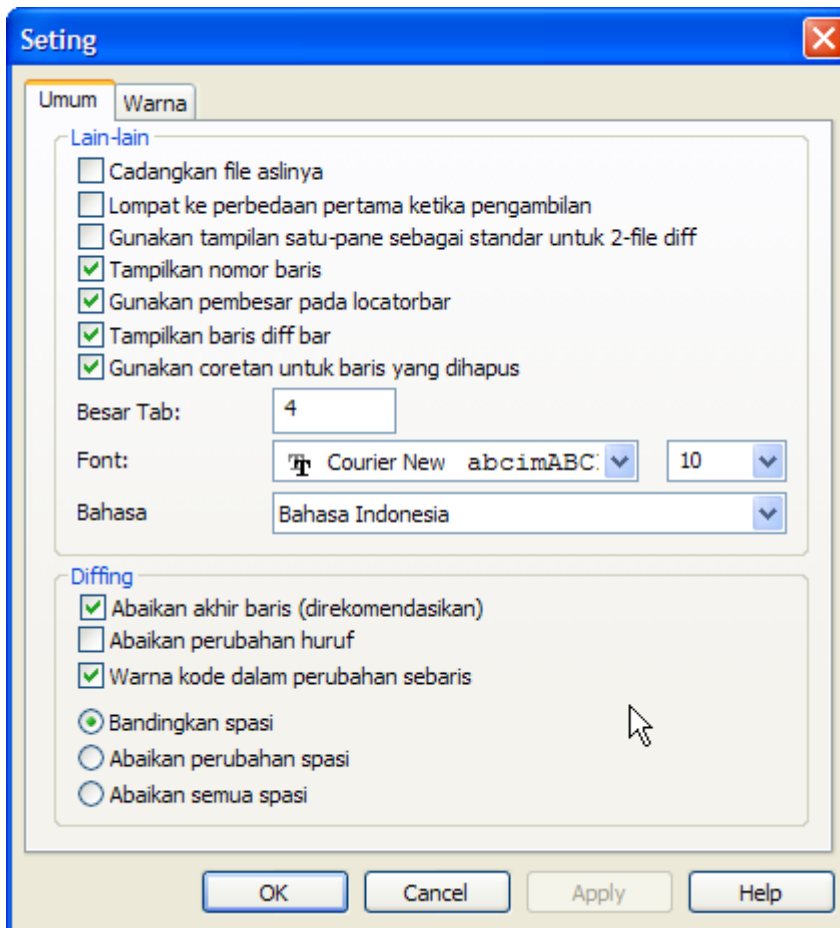 Seting
Umum Warna
Lain-lain
Cadangkan file aslinya
Lompat ke perbedaan pertama ketika pengambilan
Gunakan tampilan satu-pane sebagai standar untuk 2-file diff
Tampilkan nomor baris
Gunakan pembesar pada locatorbar
Tampilkan baris diff bar
Gunakan coretan untuk baris yang dihapus
Besar Tab: 4
Font: Courier New abcimABC 10
Bahasa Bahasa Indonesia
Diffing
Abaikan akhir baris (direkomendasikan)
Abaikan perubahan huruf
Warna kode dalam perubahan sebaris
Bandingkan spasi
Abaikan perubahan spasi
Abaikan semua spasi
OK Cancel Apply Help